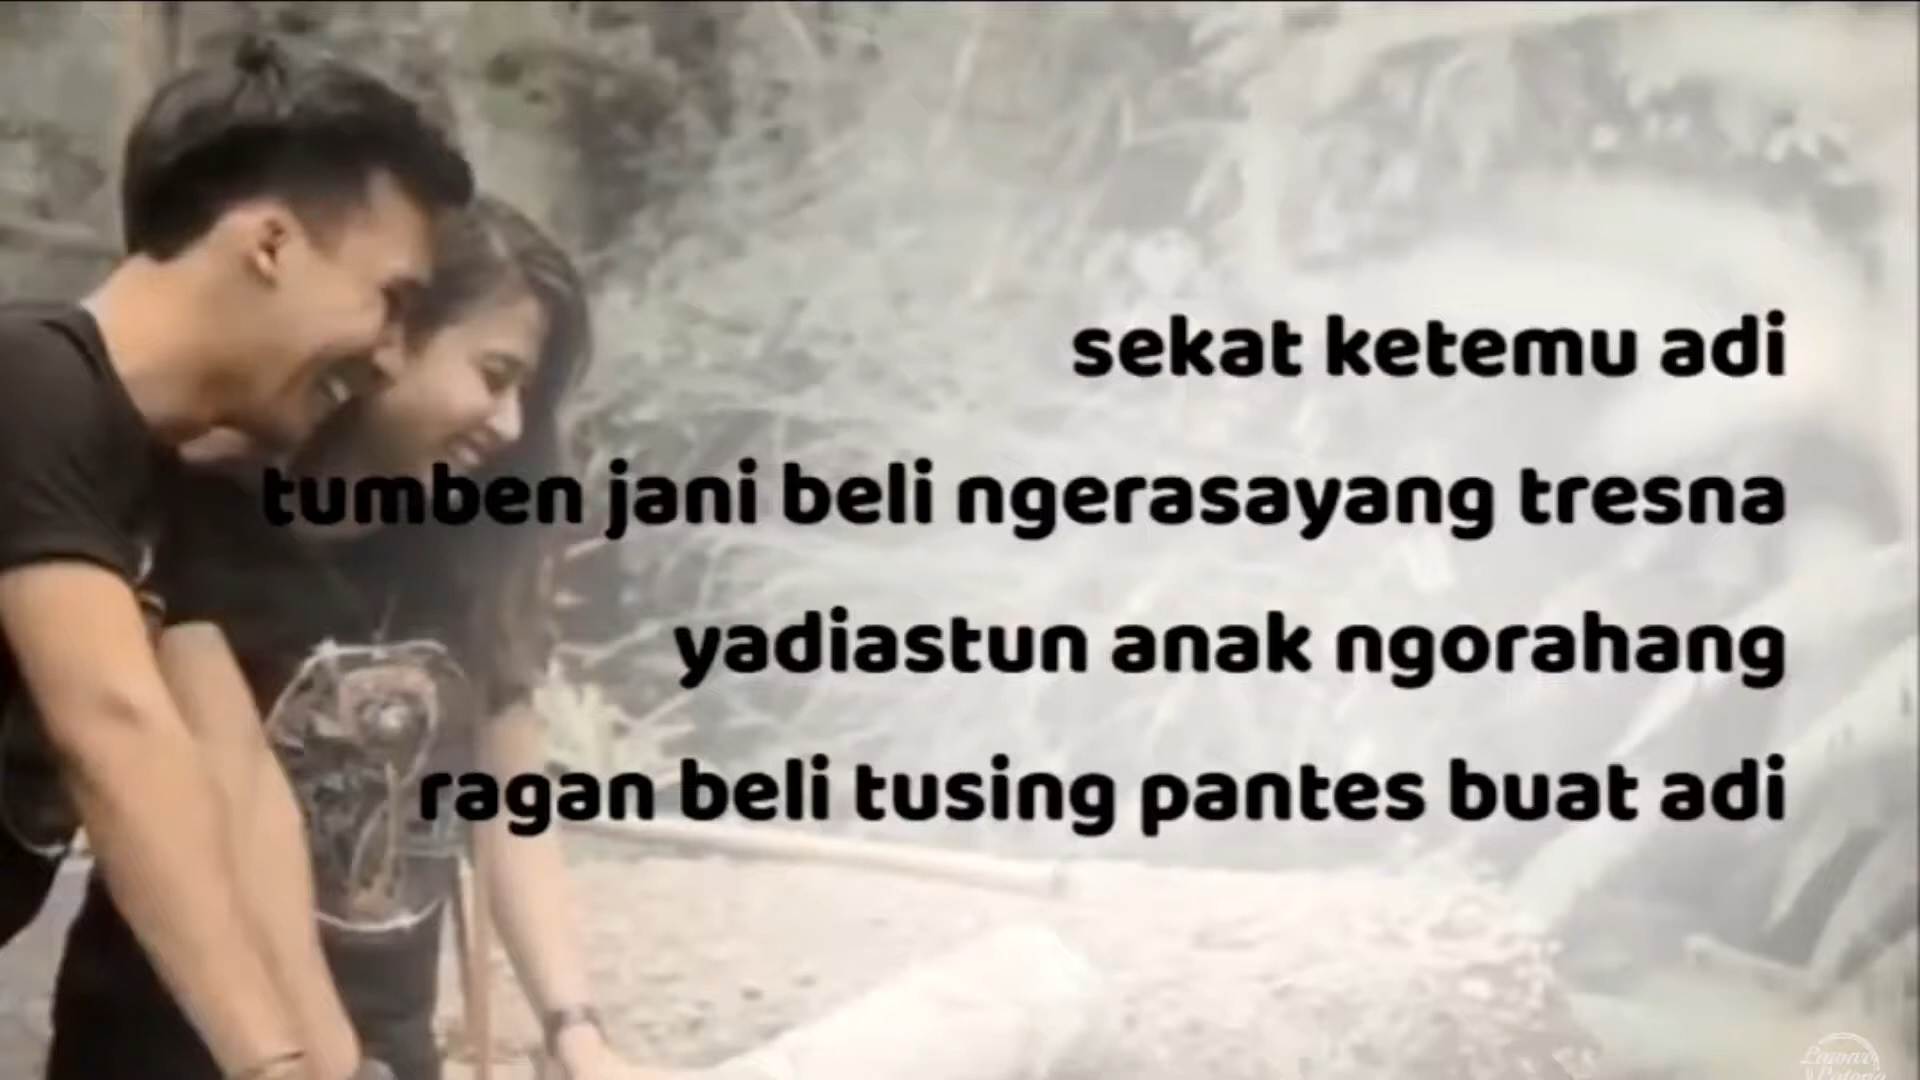 sekat ketemu adi
tumben jani beli ngerasayang tresna
yadiastun anak ngorahang
ragan beli tusing pantes buat adi